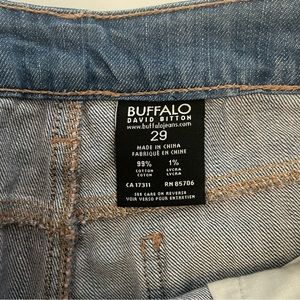 BUFFALO
DAVID BITTON
www.buffalojeans.com
29
MADE IN CHINA
FABRIQUÉ EN CHINE
99% 1%
COTTON LYCRA
COTON LYCRA
CA 17311 RN 85706
SEE CARE ON REVERSE
VOIR VERSO POUR ENTRETIEN